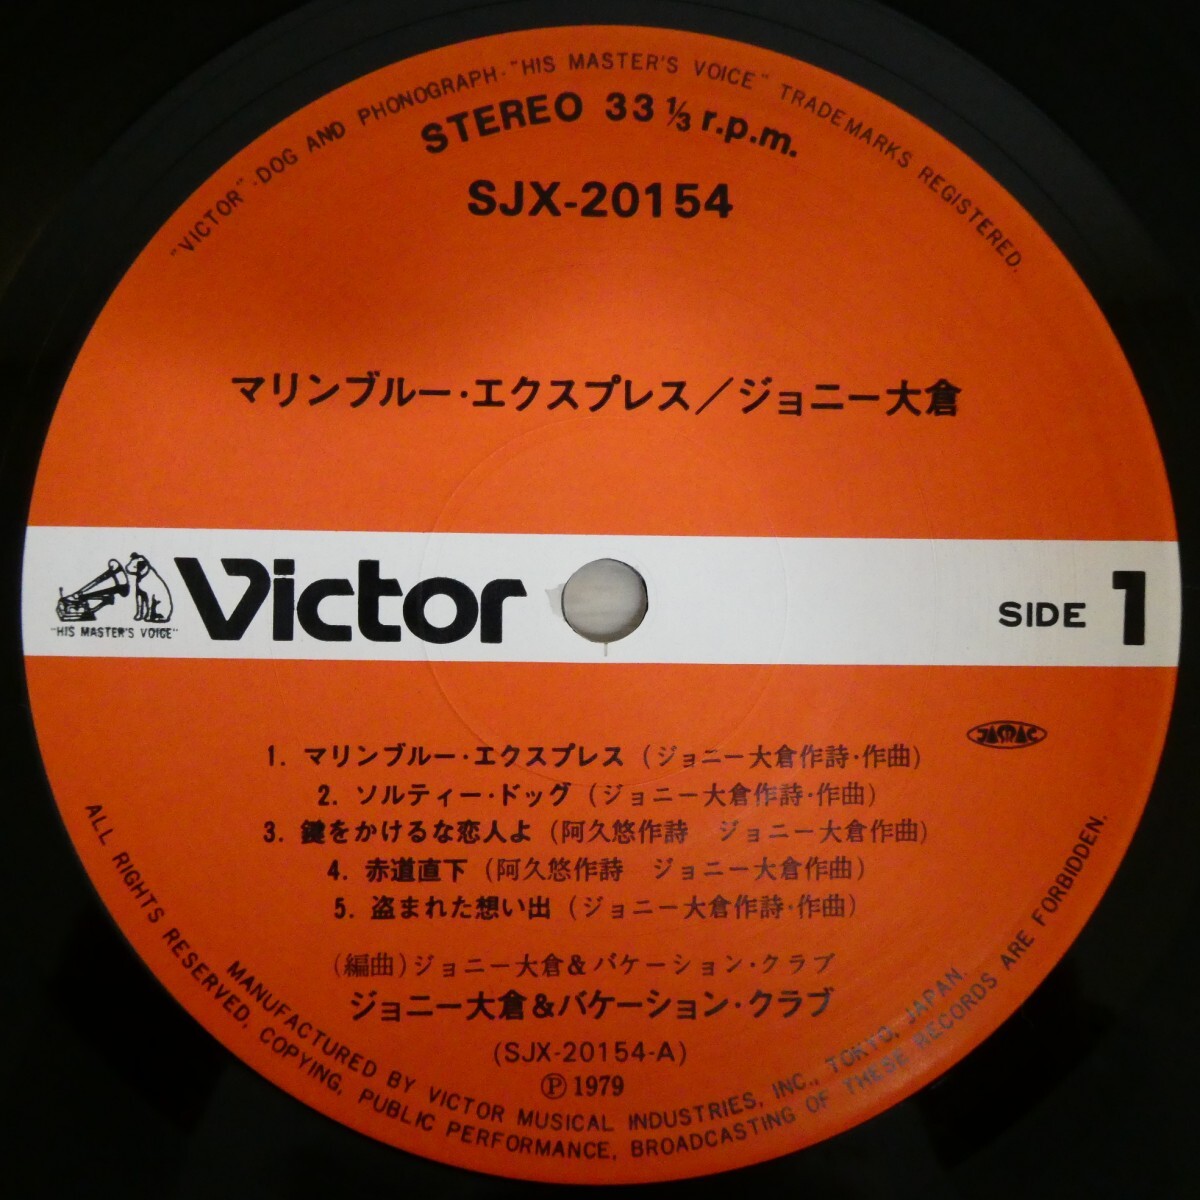 "VICTOR"-DOG AND PHONOGRAPH-"HIS MASTER'S VOICE" TRADEMARKS REGISTERED.
STEREO 33 1/3 r.p.m.
SJX-20154
マリンブルー・エクスプレス／ジョニー大倉
"HIS MASTER'S VOICE"
Victor
SIDE 1
JASRAC
1. マリンブルー・エクスプレス (ジョニー大倉作詩・作曲)
2. ソルティー・ドッグ (ジョニー大倉作詩・作曲)
3. 鍵をかけるな恋人よ (阿久悠作詩　ジョニー大倉作曲)
4. 赤道直下 (阿久悠作詩　ジョニー大倉作曲)
5. 盗まれた想い出 (ジョニー大倉作詩・作曲)
(編曲)ジョニー大倉&バケーション・クラブ
ジョニー大倉&バケーション・クラブ
(SJX-20154-A)
Ⓟ 1979
MANUFACTURED BY VICTOR MUSICAL INDUSTRIES, INC., TOKYO, JAPAN.
ALL RIGHTS RESERVED, COPYING, PUBLIC PERFORMANCE, BROADCASTING OF THESE RECORDS ARE FORBIDDEN.